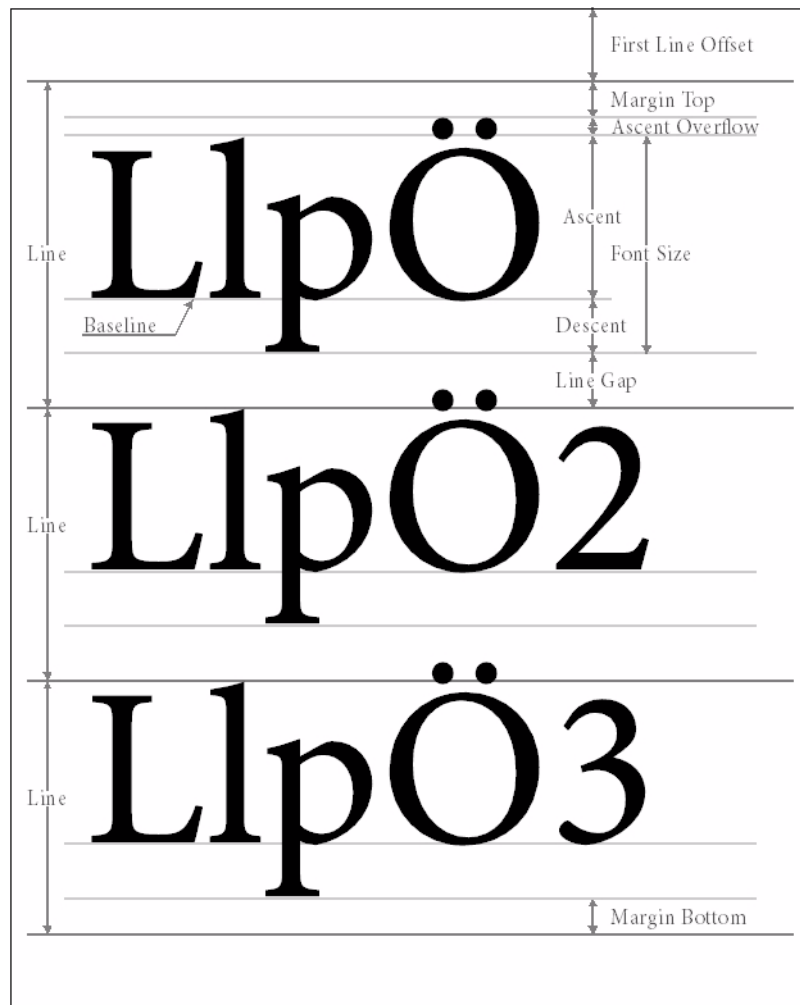 First Line Offset
Margin Top
Ascent Overflow
LlpÖ
Ascent
Line
Font Size
Baseline
Descent
Line Gap
LlpÖ2
Line
LlpÖ3
Line
Margin Bottom